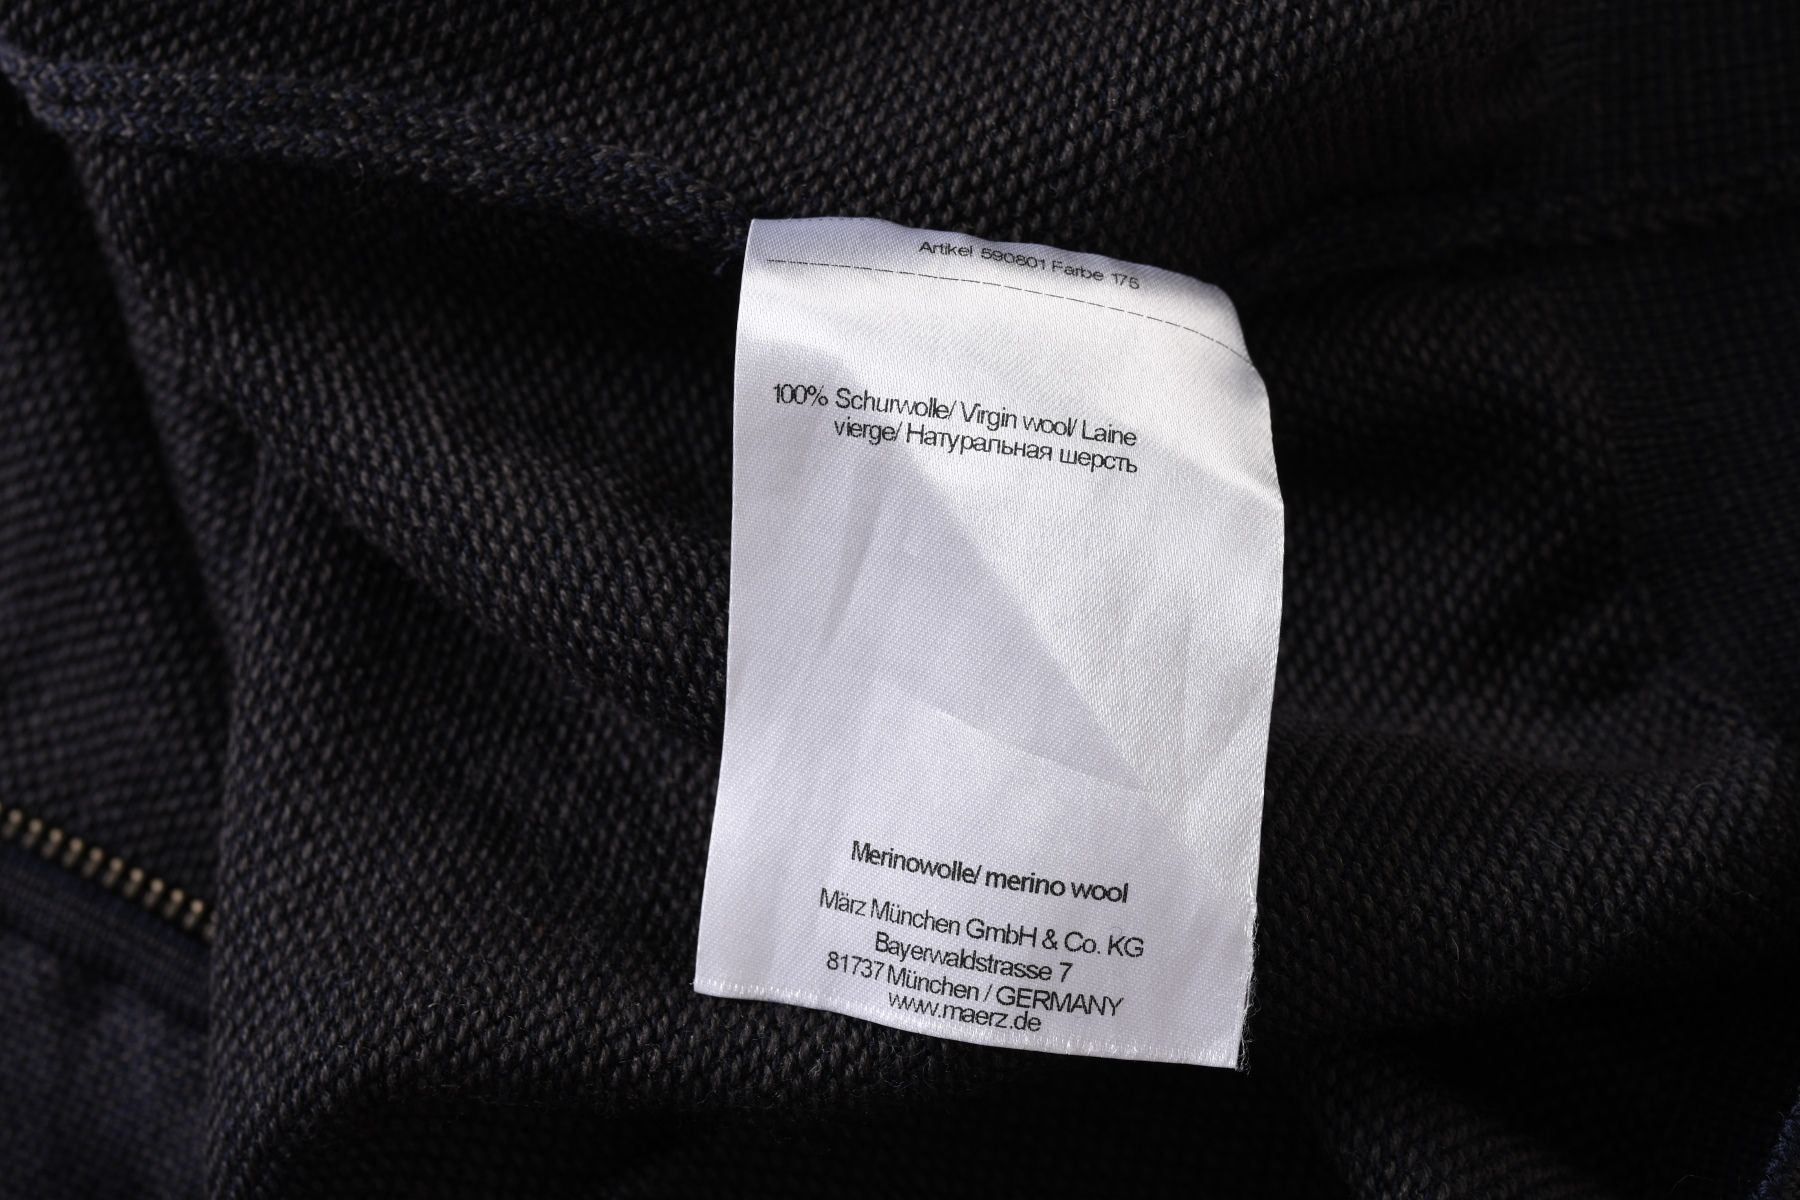 Artikel 590801 Farbe 175
100% Schurwolle/ Virgin wool/ Laine
vierge/ Натуральная шерсть
Merinowolle/ merino wool
März München GmbH & Co. KG
Bayerwaldstrasse 7
81737 München / GERMANY
www.maerz.de